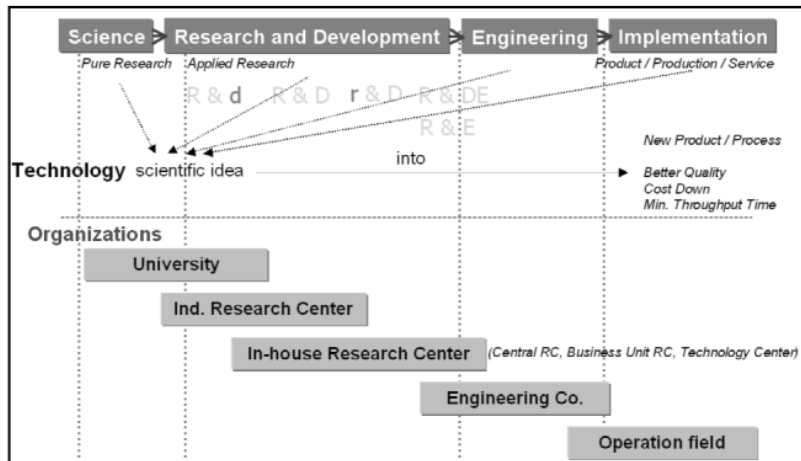 Science
Research and Development
Engineering
Implementation
Pure Research
Applied Research
Product / Production / Service
R & d
R & D
r & D
R & DE
R & E
New Product / Process
Technology scientific idea
into
Better Quality
Cost Down
Min. Throughput Time
Organizations
University
Ind. Research Center
In-house Research Center
(Central RC, Business Unit RC, Technology Center)
Engineering Co.
Operation field